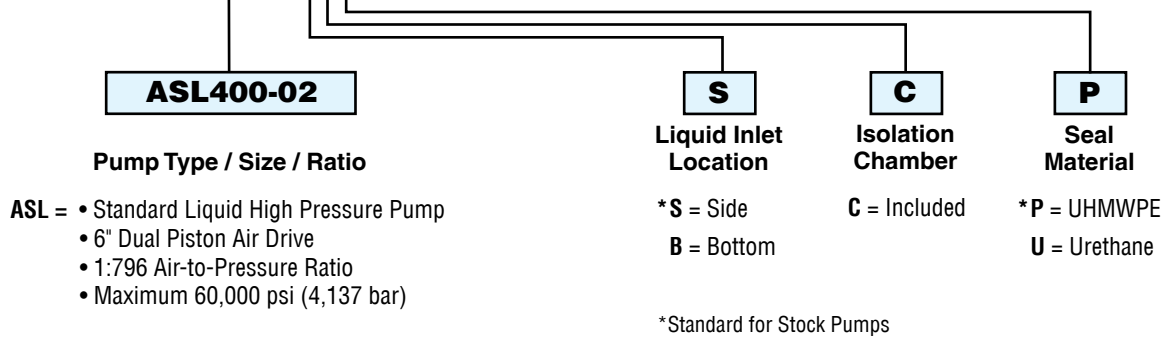 ASL400-02
S
C
P
Pump Type / Size / Ratio
Liquid Inlet
Location
Isolation
Chamber
Seal
Material
ASL = • Standard Liquid High Pressure Pump
• 6" Dual Piston Air Drive
• 1:796 Air-to-Pressure Ratio
• Maximum 60,000 psi (4,137 bar)
*S = Side
B = Bottom
C = Included
*P = UHMWPE
U = Urethane
*Standard for Stock Pumps